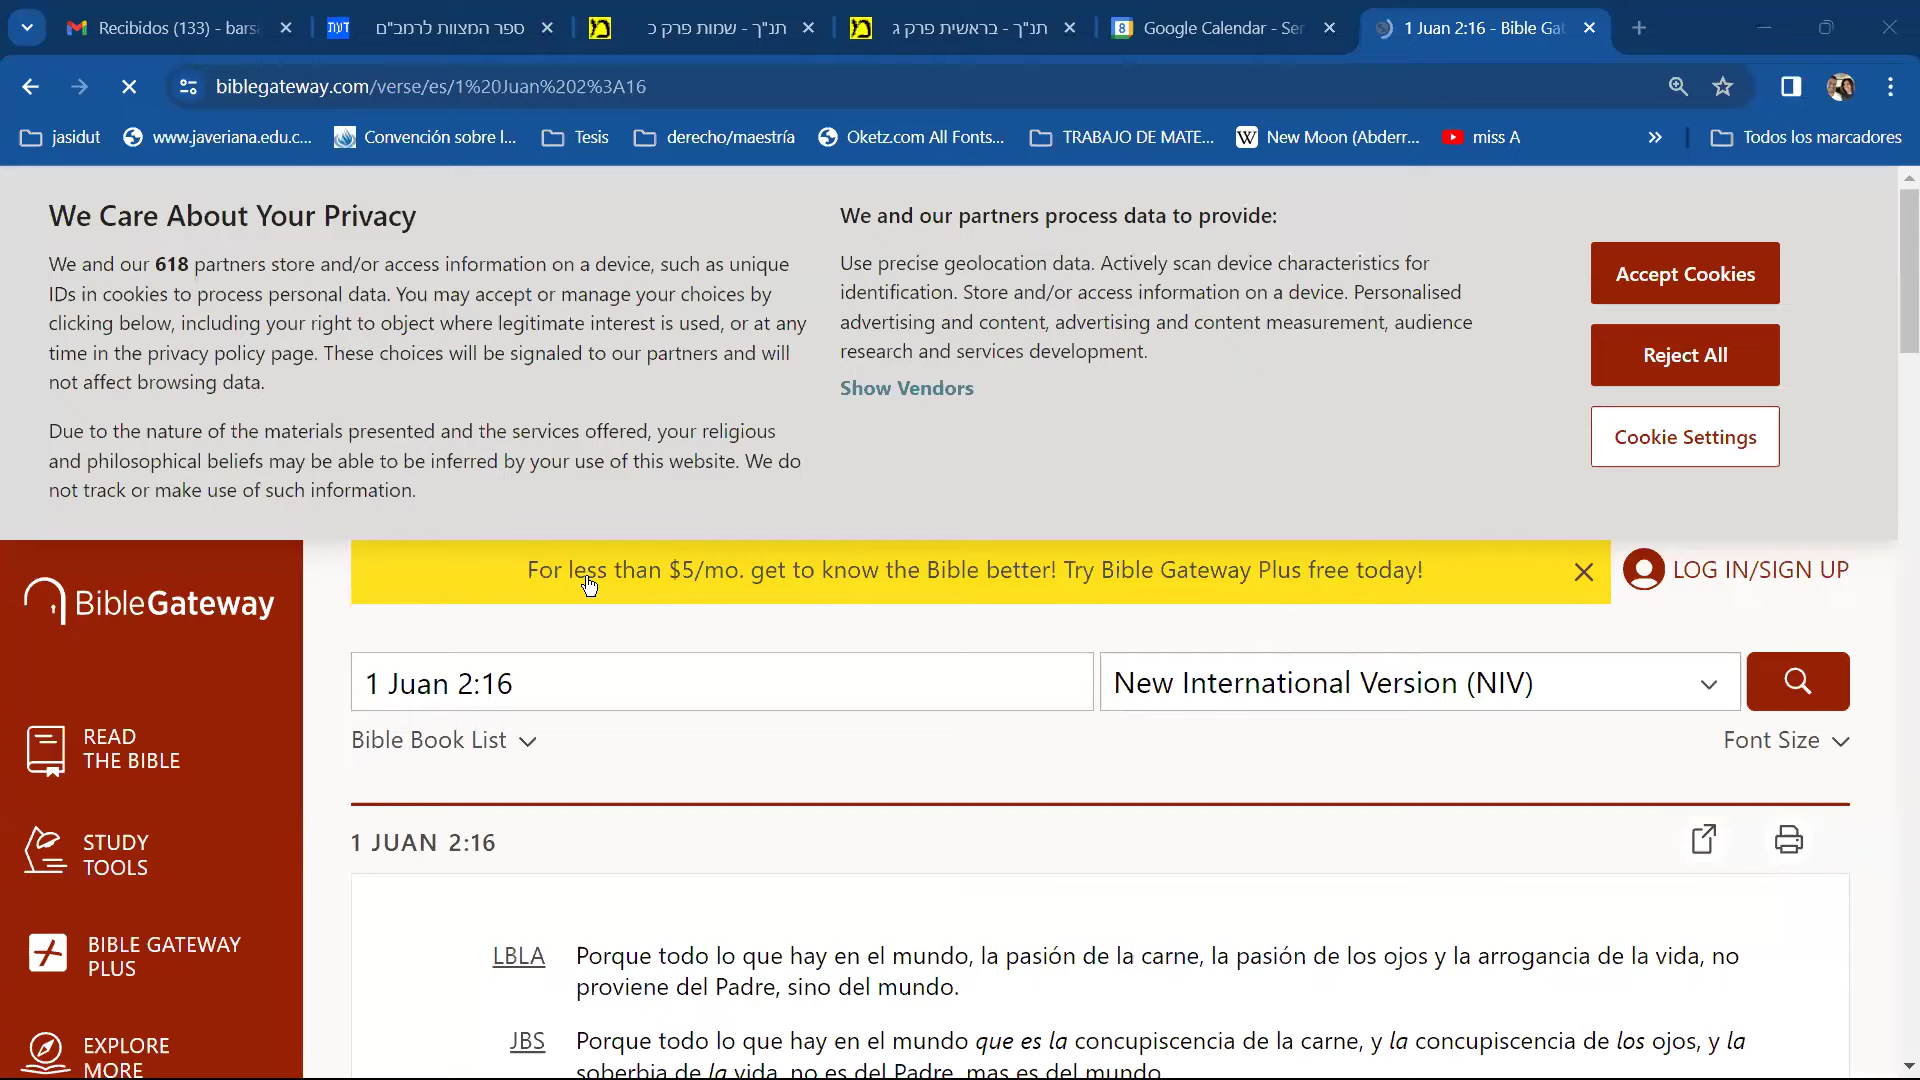 Recibidos (133) - barsa
ספר המצוות לרמב"ם
תנ"ך - שמות פרק כ
תנ"ך - בראשית פרק ג
Google Calendar - Ser
1 Juan 2:16 - Bible Gat
biblegateway.com/verse/es/1%20Juan%202%3A16
jasidut
www.javeriana.edu.c...
Convención sobre l...
Tesis
derecho/maestría
Oketz.com All Fonts...
TRABAJO DE MATE...
New Moon (Abderr...
miss A
»
Todos los marcadores
We Care About Your Privacy
We and our 618 partners store and/or access information on a device, such as unique
IDs in cookies to process personal data. You may accept or manage your choices by
clicking below, including your right to object where legitimate interest is used, or at any
time in the privacy policy page. These choices will be signaled to our partners and will
not affect browsing data.
Due to the nature of the materials presented and the services offered, your religious
and philosophical beliefs may be able to be inferred by your use of this website. We do
not track or make use of such information.
We and our partners process data to provide:
Use precise geolocation data. Actively scan device characteristics for
identification. Store and/or access information on a device. Personalised
advertising and content, advertising and content measurement, audience
research and services development.
Show Vendors
Accept Cookies
Reject All
Cookie Settings
BibleGateway
For less than $5/mo. get to know the Bible better! Try Bible Gateway Plus free today!
LOG IN/SIGN UP
1 Juan 2:16
New International Version (NIV)
Bible Book List
Font Size
READ
THE BIBLE
STUDY
TOOLS
BIBLE GATEWAY
PLUS
EXPLORE
MORE
1 JUAN 2:16
LBLA Porque todo lo que hay en el mundo, la pasión de la carne, la pasión de los ojos y la arrogancia de la vida, no
proviene del Padre, sino del mundo.
JBS Porque todo lo que hay en el mundo que es la concupiscencia de la carne, y la concupiscencia de los ojos, y la
soberbia de la vida, no es del Padre, mas es del mundo.